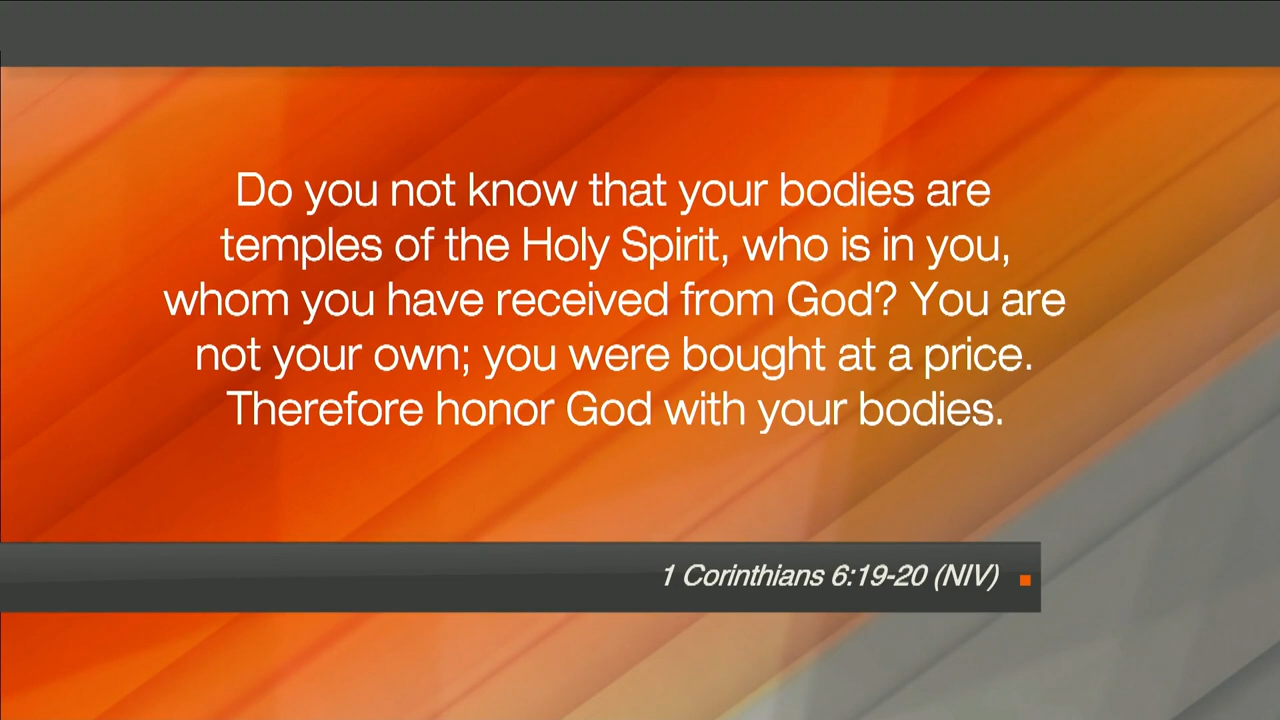 Do you not know that your bodies are
temples of the Holy Spirit, who is in you,
whom you have received from God? You are
not your own; you were bought at a price.
Therefore honor God with your bodies.
1 Corinthians 6:19-20 (NIV)